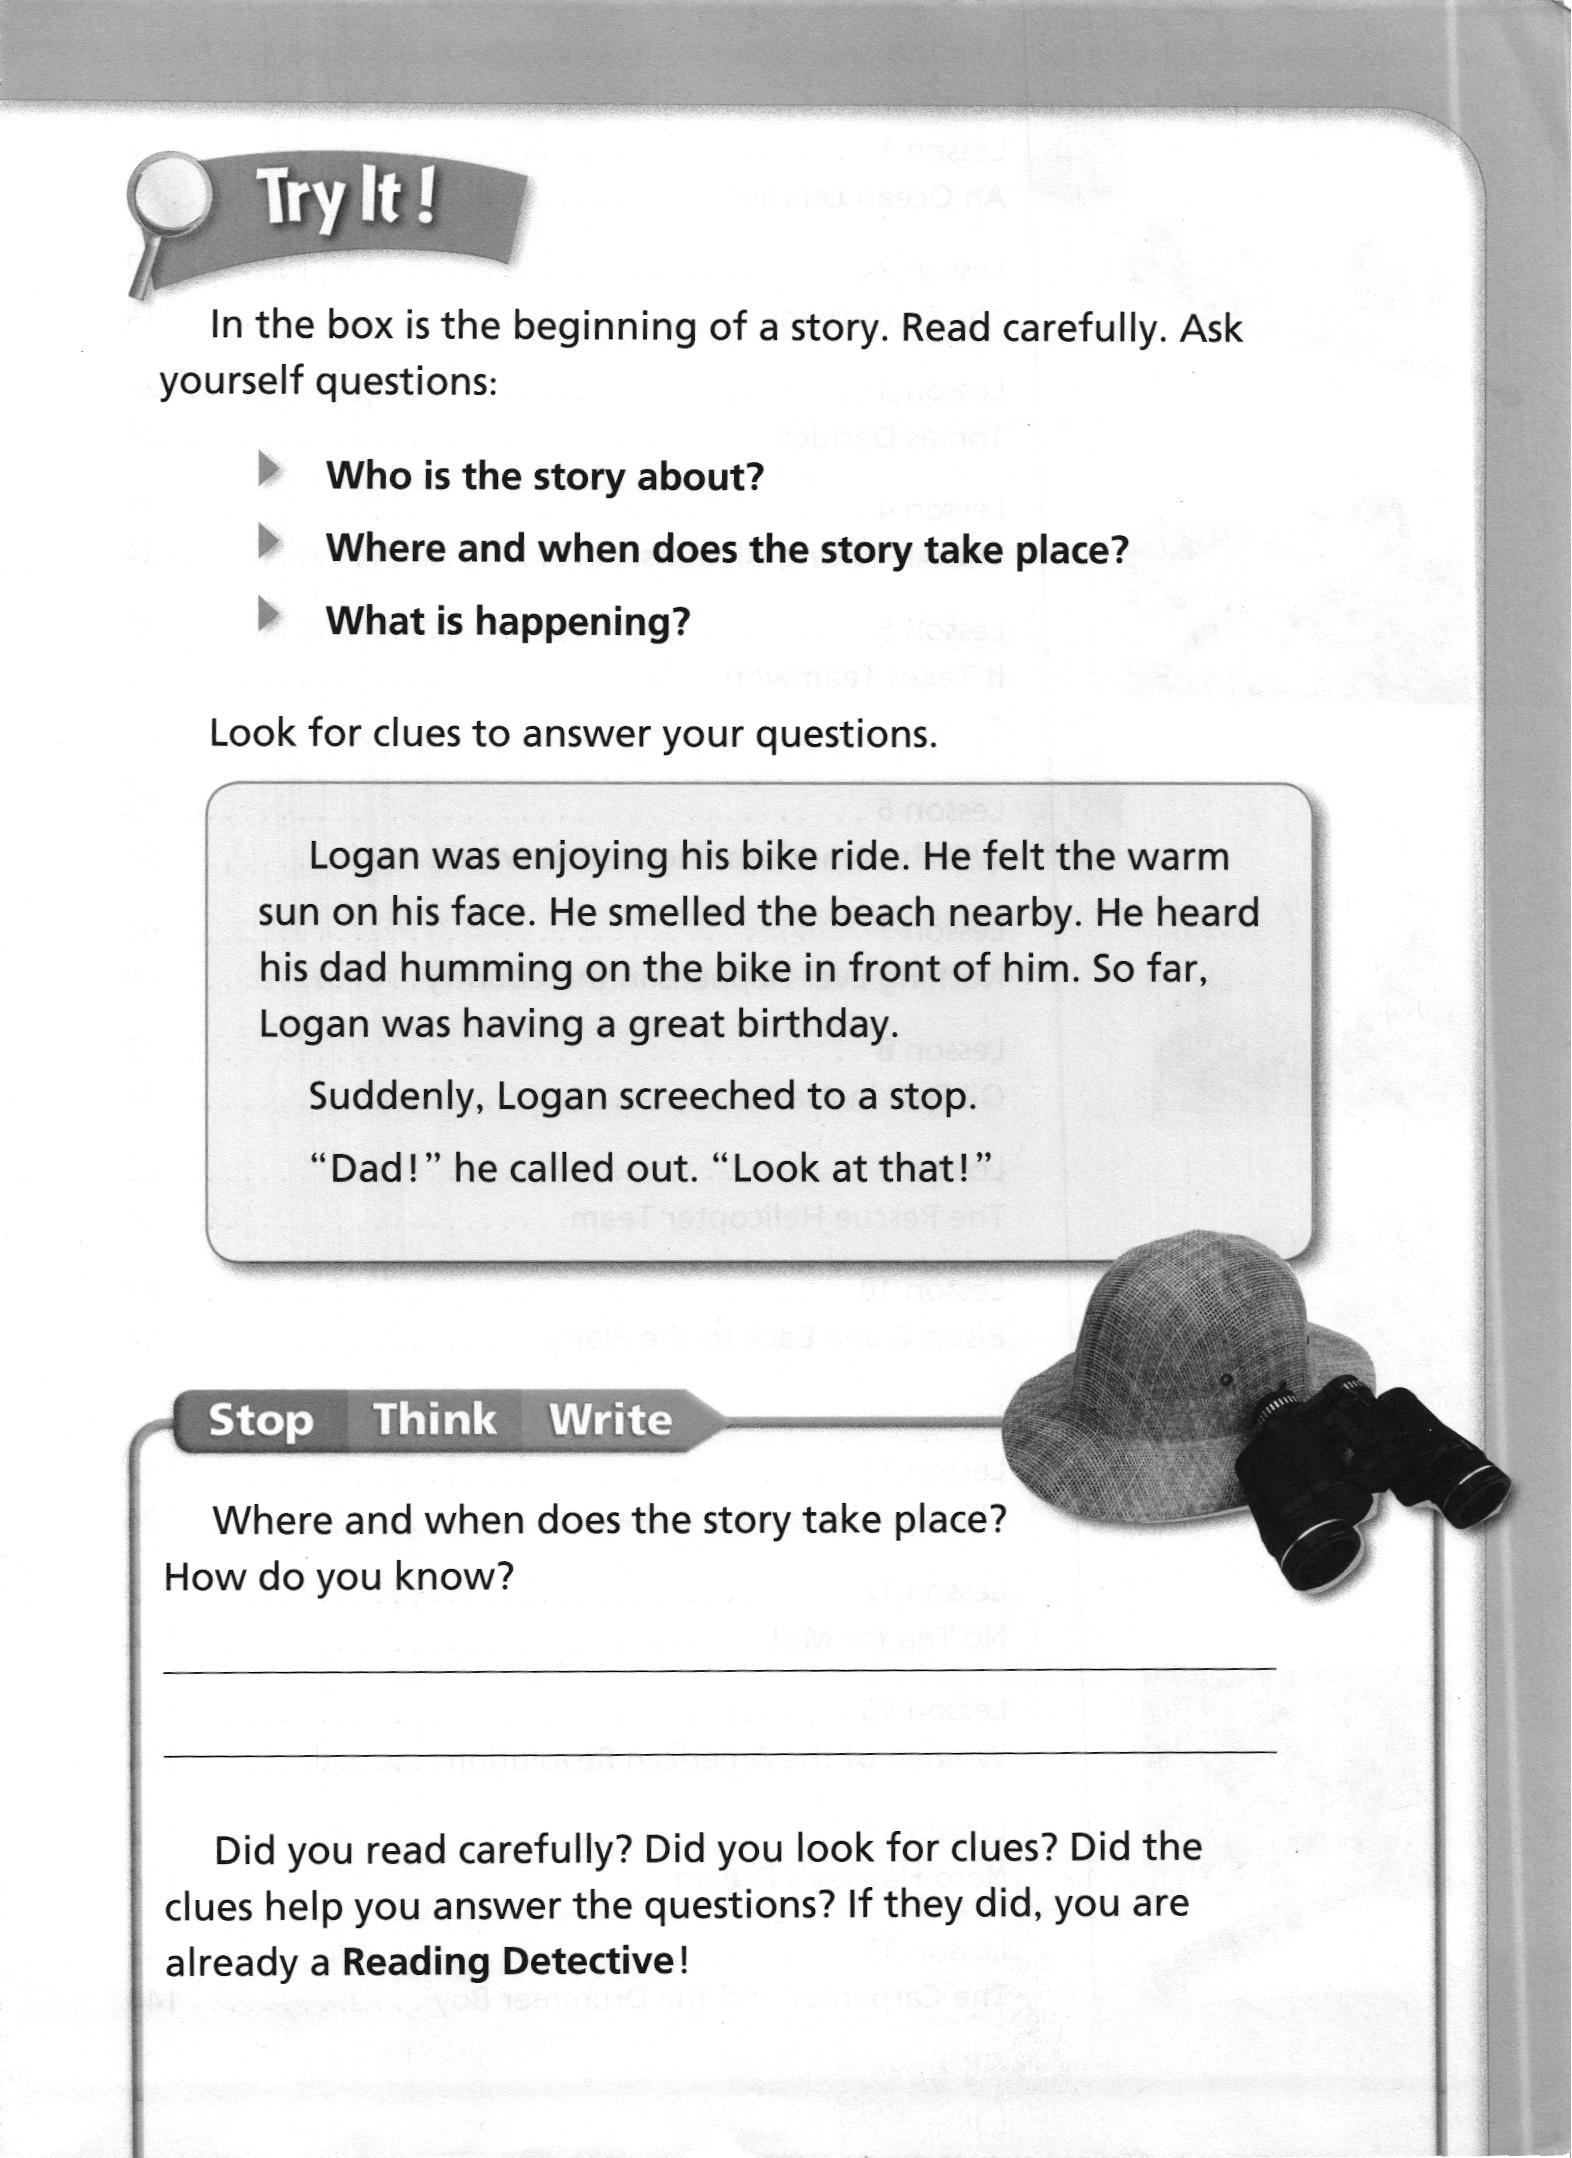 Try It!
In the box is the beginning of a story. Read carefully. Ask
yourself questions:
Who is the story about?
Where and when does the story take place?
What is happening?
Look for clues to answer your questions.
Logan was enjoying his bike ride. He felt the warm
sun on his face. He smelled the beach nearby. He heard
his dad humming on the bike in front of him. So far,
Logan was having a great birthday.
Suddenly, Logan screeched to a stop.
“Dad!” he called out. “Look at that!”
Stop Think Write
Where and when does the story take place?
How do you know?
Did you read carefully? Did you look for clues? Did the
clues help you answer the questions? If they did, you are
already a Reading Detective!